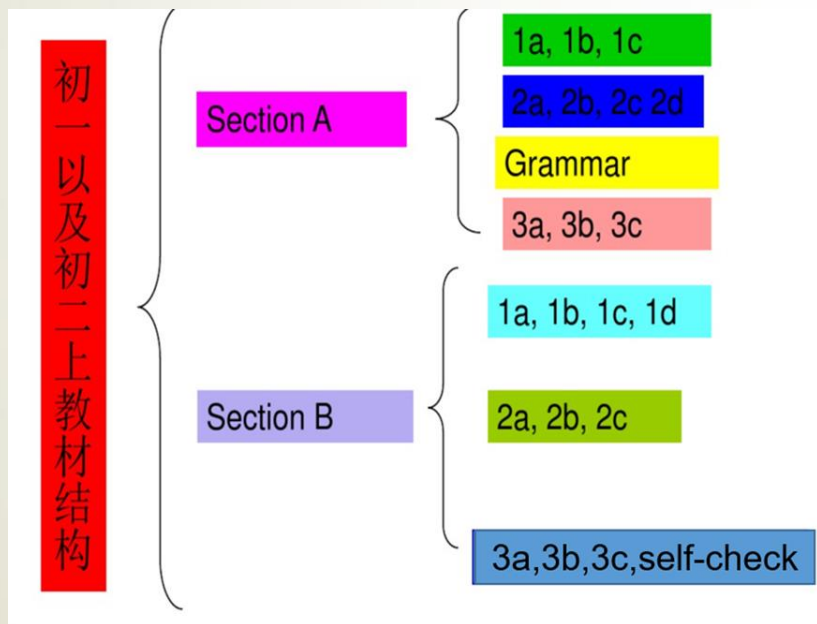 初一以及初二上教材结构
Section A
1a, 1b, 1c
2a, 2b, 2c 2d
Grammar
3a, 3b, 3c
Section B
1a, 1b, 1c, 1d
2a, 2b, 2c
3a,3b,3c,self-check